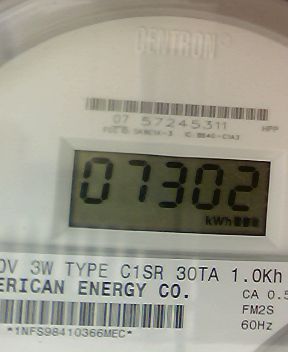 CENTRON
07 57245311 HPP
07302
kWh
0V 3W TYPE C1SR 30TA 1.0Kh
ERICAN ENERGY CO. CA 0.5
FM2S
*1NFS98410366MEC* 60Hz